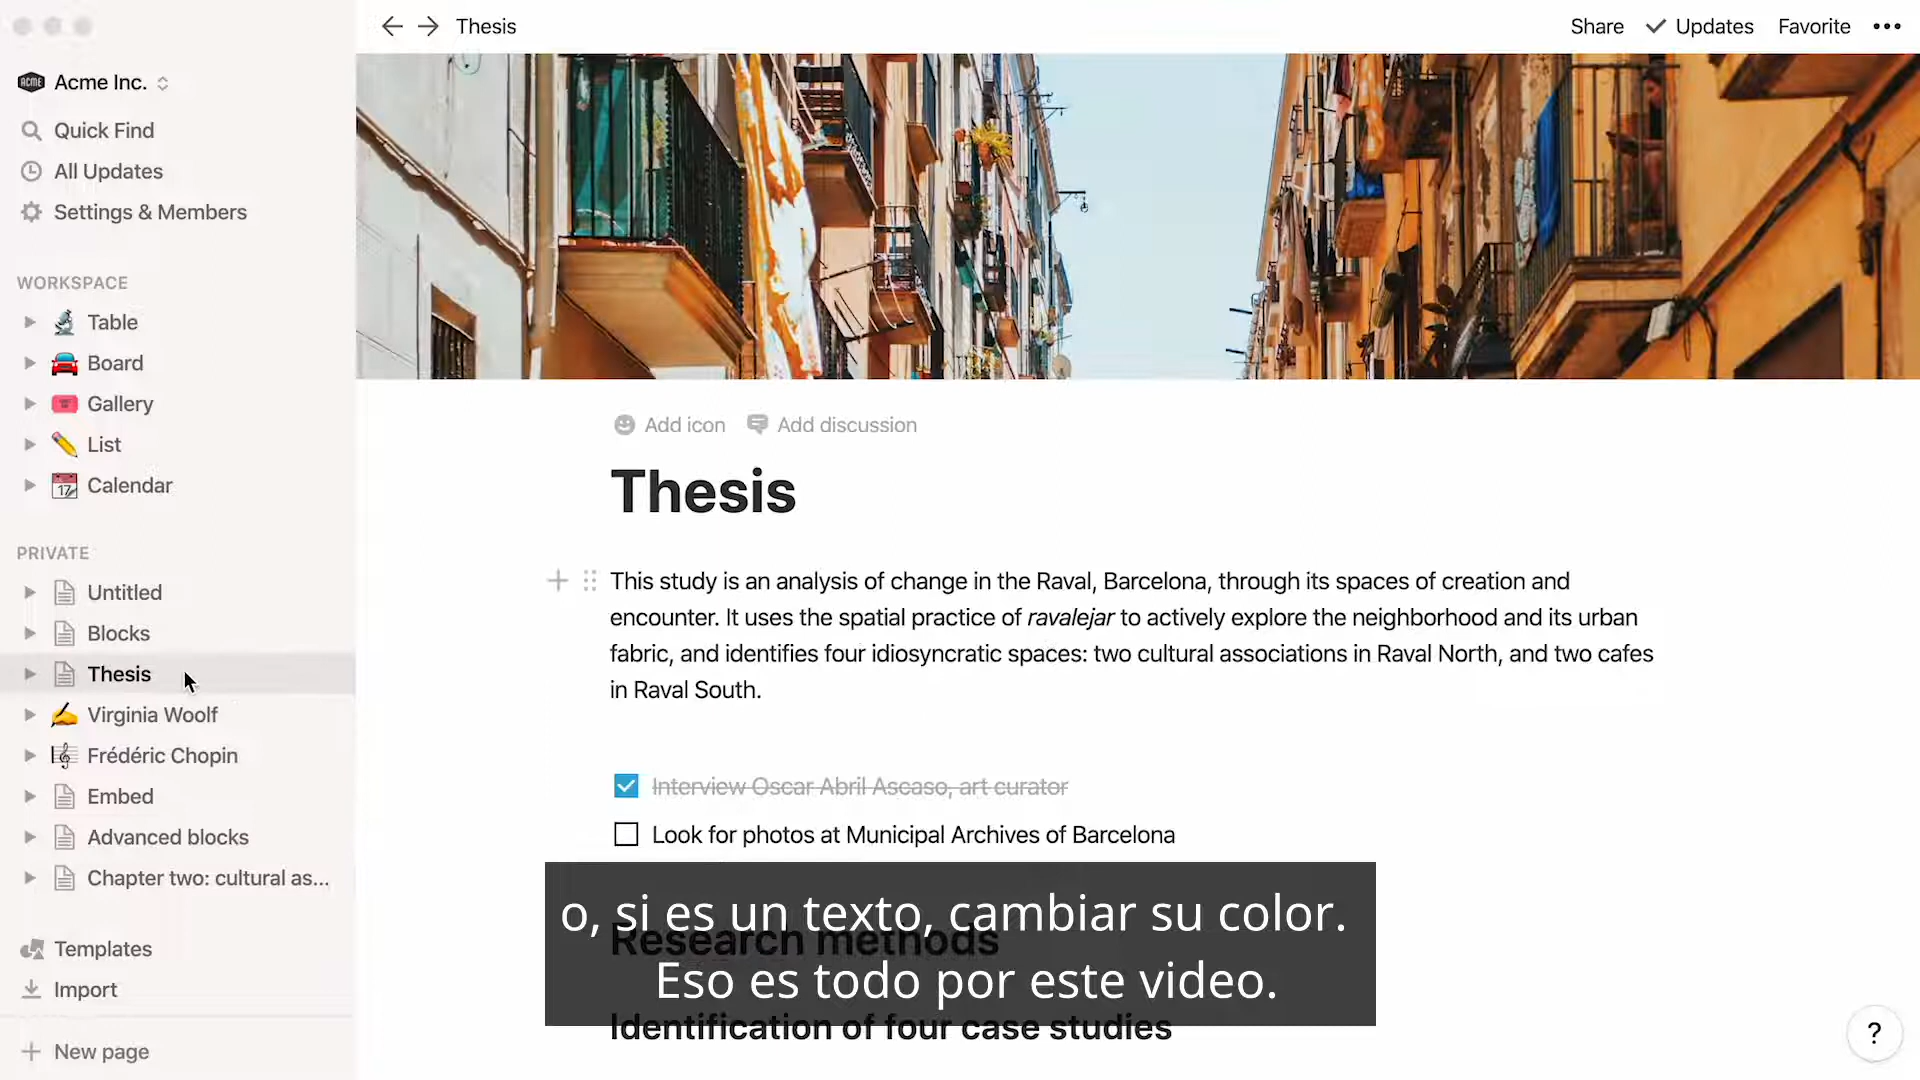 Thesis
Share
Updates
Favorite
ACME
Acme Inc.
Quick Find
All Updates
Settings & Members
WORKSPACE
Table
Board
Gallery
List
17
Calendar
PRIVATE
Untitled
Blocks
Thesis
Virginia Woolf
Frédéric Chopin
Embed
Advanced blocks
Chapter two: cultural as...
Templates
Import
New page
Add icon
Add discussion
Thesis
This study is an analysis of change in the Raval, Barcelona, through its spaces of creation and
encounter. It uses the spatial practice of ravalejar to actively explore the neighborhood and its urban
fabric, and identifies four idiosyncratic spaces: two cultural associations in Raval North, and two cafes
in Raval South.
Interview Oscar Abril Ascaso, art curator
Look for photos at Municipal Archives of Barcelona
Research methods
o, si es un texto, cambiar su color.
Eso es todo por este video.
Identification of four case studies
?